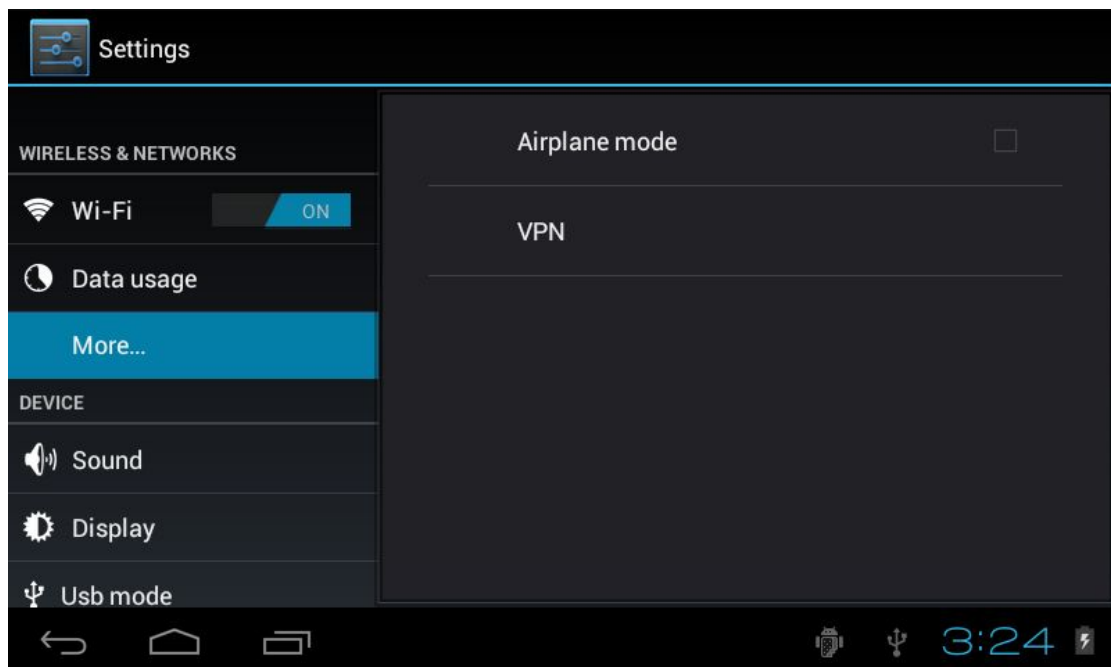 Settings
WIRELESS & NETWORKS
Wi-Fi
ON
Data usage
More...
DEVICE
Sound
Display
Usb mode
Airplane mode
VPN
3:24